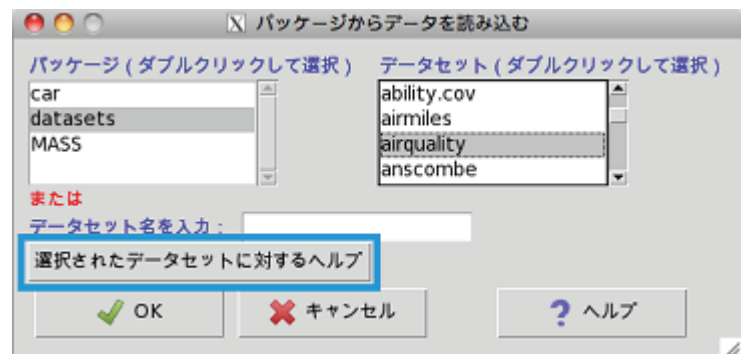 X パッケージからデータを読み込む
パッケージ ( ダブルクリックして選択 )
car
datasets
MASS
データセット ( ダブルクリックして選択 )
ability.cov
airmiles
airquality
anscombe
または
データセット名を入力 :
選択されたデータセットに対するヘルプ
OK
キャンセル
? ヘルプ